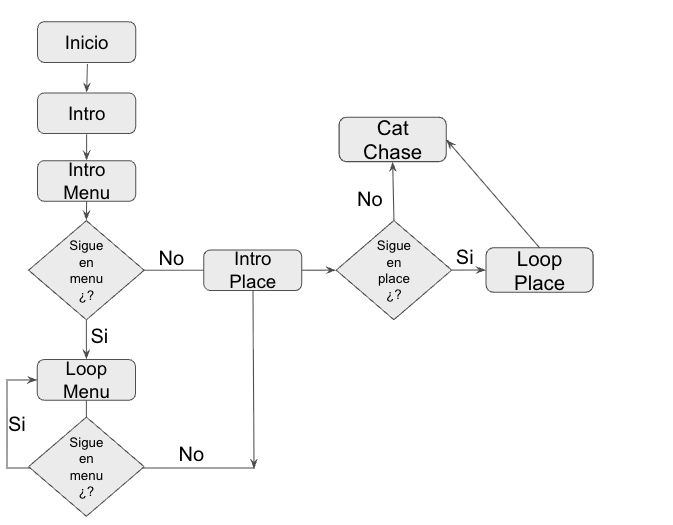 Inicio
Intro
Intro
Menu
Sigue
en
menu
¿?
No
Intro
Place
Cat
Chase
No
Sigue
en
place
¿?
Si
Loop
Place
Si
Loop
Menu
Si
Sigue
en
menu
¿?
No